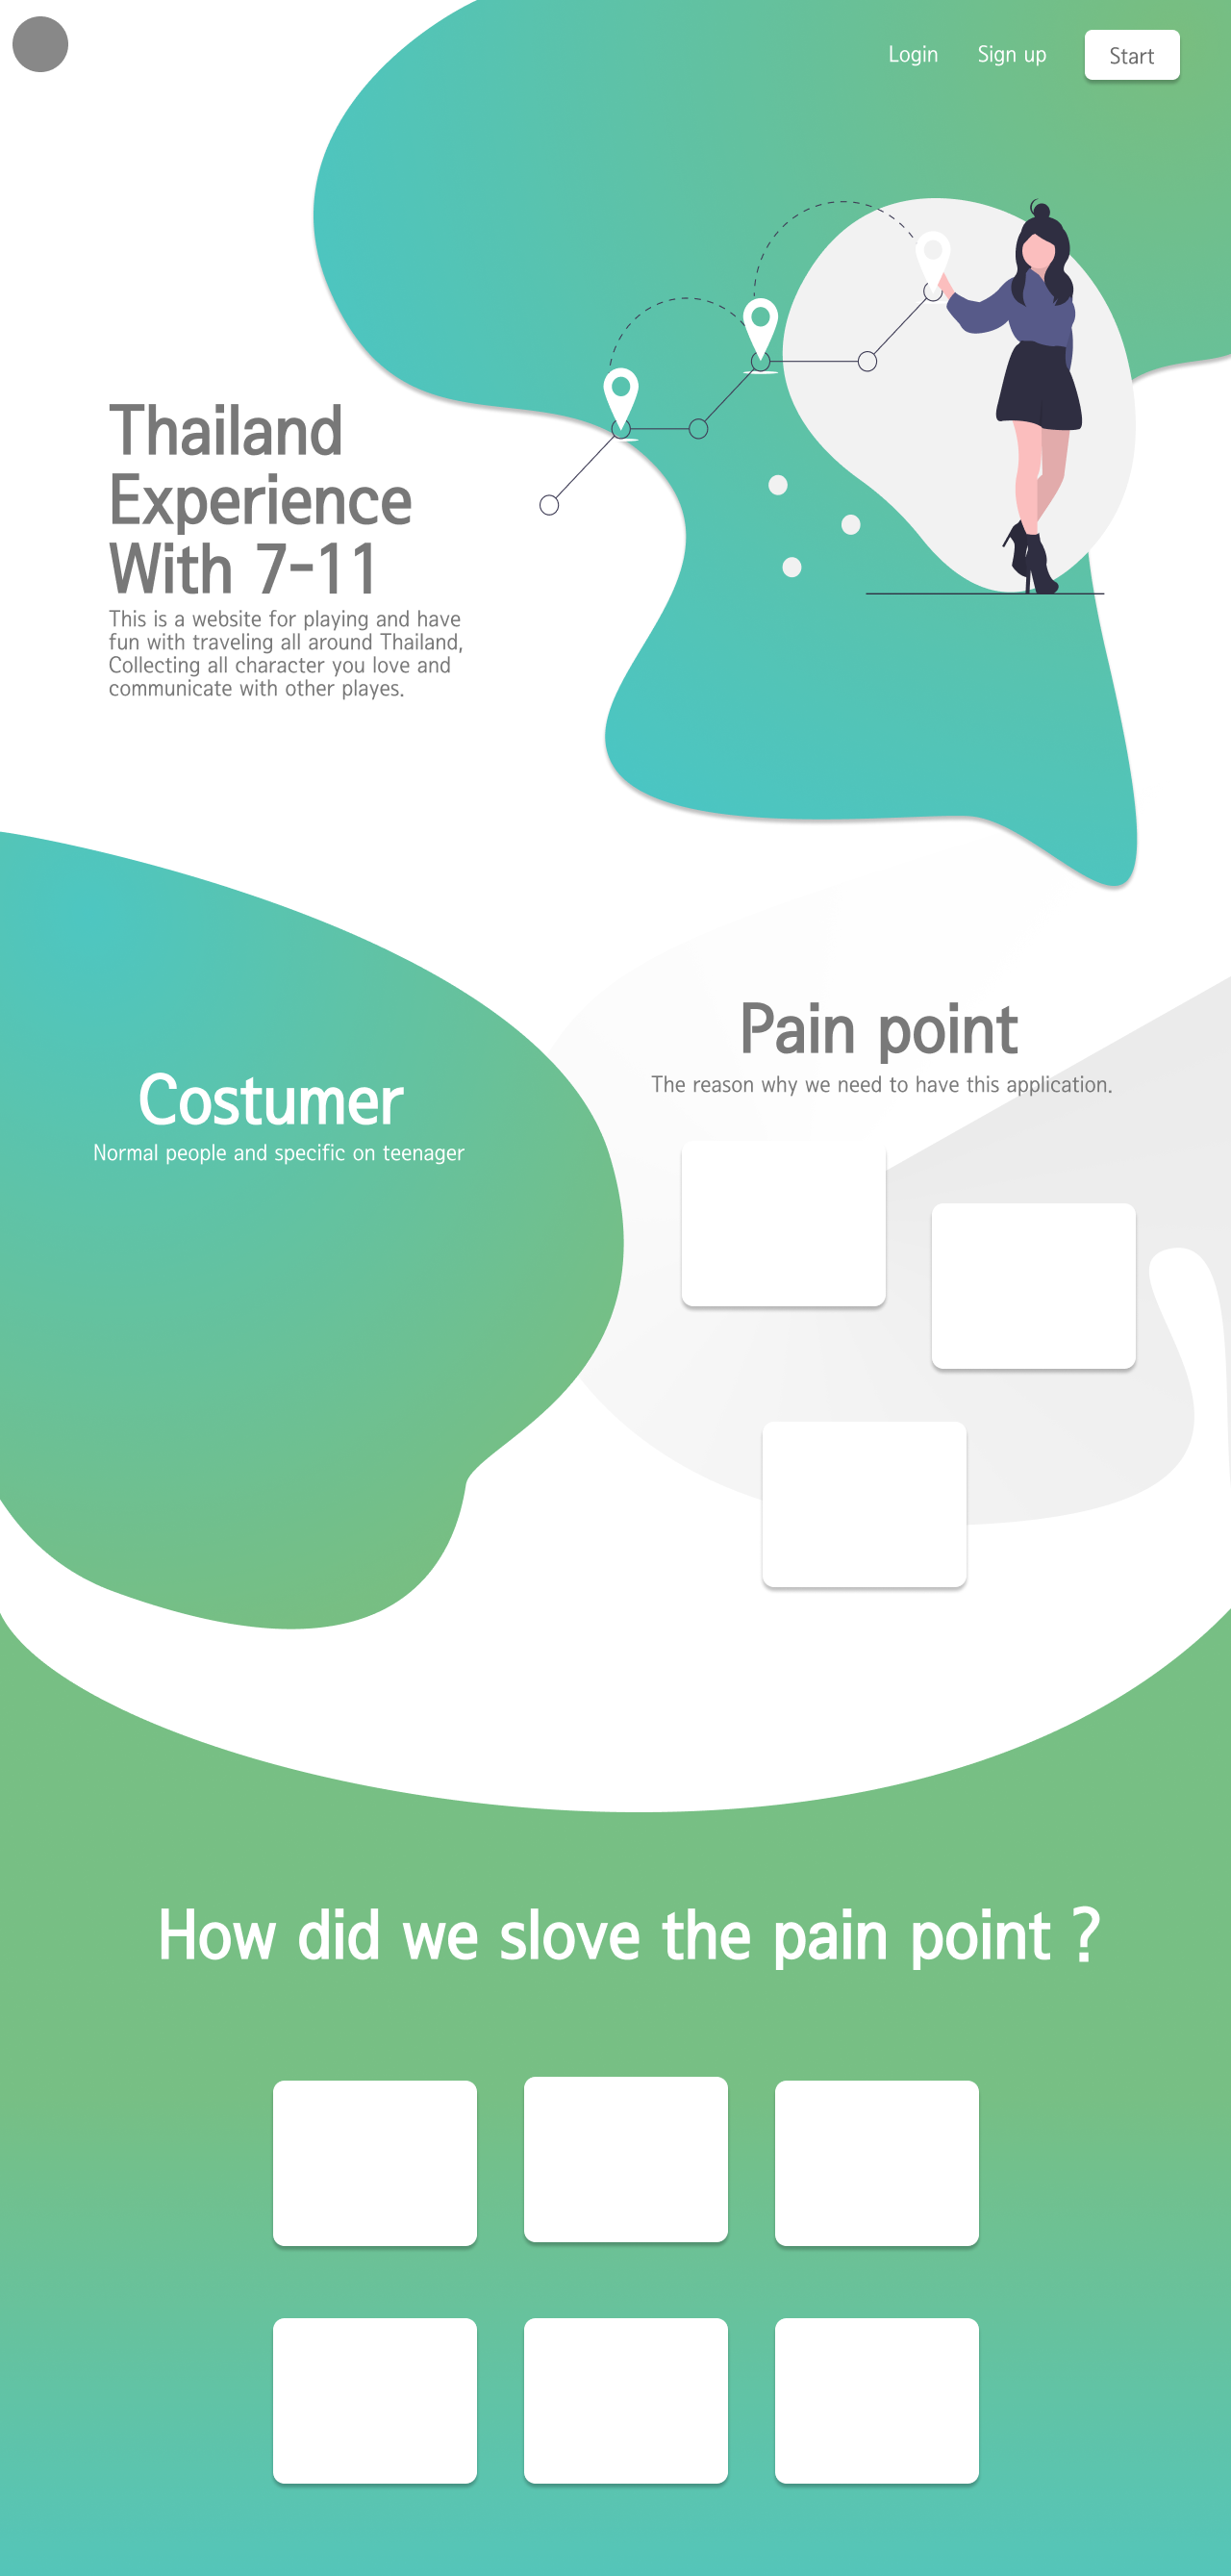 Login
Sign up
Start
Thailand
Experience
With 7-11
This is a website for playing and have
fun with traveling all around Thailand,
Collecting all character you love and
communicate with other playes.
Pain point
The reason why we need to have this application.
Costumer
Normal people and specific on teenager
How did we slove the pain point ?